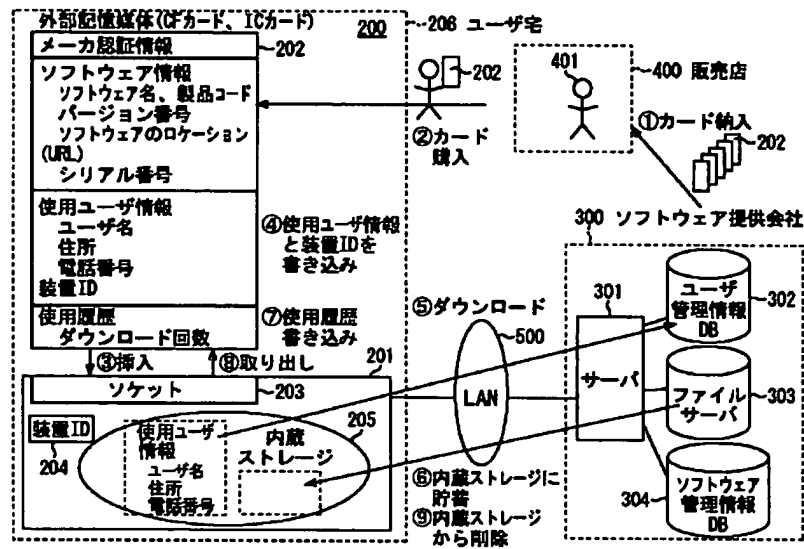 外部記憶媒体(CFカード、ICカード)
200
206 ユーザ宅
メーカ認証情報
202
ソフトウェア情報
ソフトウェア名、製品コード
バージョン番号
ソフトウェアのロケーション
(URL)
シリアル番号
使用ユーザ情報
ユーザ名
住所
電話番号
装置ID
使用履歴
ダウンロード回数
④使用ユーザ情報
と装置IDを
書き込み
⑦使用履歴
書き込み
③挿入
⑧取り出し
201
ソケット
203
装置ID
204
使用ユーザ
情報
ユーザ名
住所
電話番号
内蔵
ストレージ
205
202
②カード
購入
401
400 販売店
①カード納入
202
300 ソフトウェア提供会社
⑤ダウンロード
500
LAN
301
サーバ
ユーザ
管理情報
DB
302
ファイル
サーバ
303
ソフトウェア
管理情報
DB
304
⑥内蔵ストレージに
貯蓄
⑨内蔵ストレージ
から削除